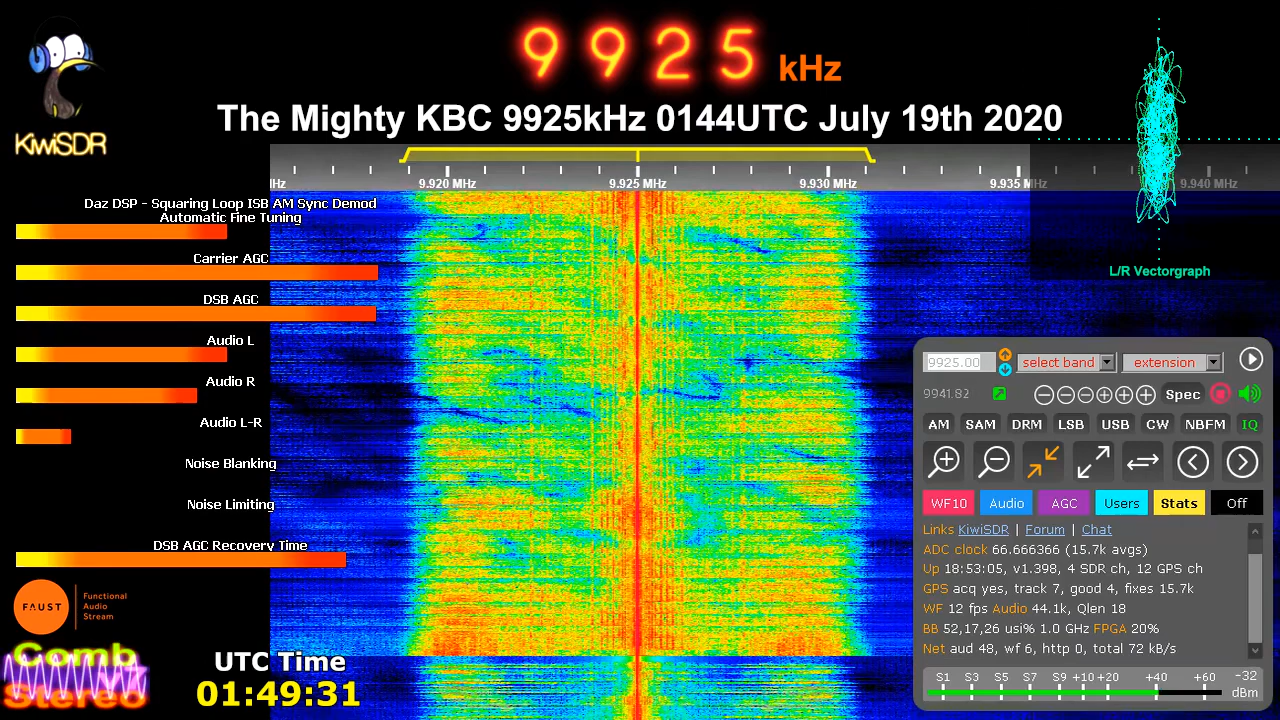 9925 kHz
The Mighty KBC 9925kHz 0144UTC July 19th 2020
KiwiSDR
Hz 9.920 MHz 9.925 MHz 9.930 MHz 9.935 MHz 9.940 MHz
Daz DSP - Squaring Loop ISB AM Sync Demod
Automatic Fine Tuning
Carrier AGC
DSB AGC
Audio L
Audio R
Audio L-R
Noise Blanking
Noise Limiting
DSB AGC Recovery Time
FAUST Functional
Audio
Stream
Comb
Stereo
UTC Time
01:49:31
L/R Vectorgraph
9925.00 select band extension
9941.82 Spec
AM SAM DRM LSB USB CW NBFM IQ
WF10 Audio AGC Users Stats Off
Links KiwiSDR | Forum | Chat
ADC clock 66.666366 (15.7k avgs)
Up 18:53:05, v1.398, 4 SDR ch, 12 GPS ch
GPS acq yes, track 7, good 4, fixes 15.7k
WF 12 fps Audio 44.1k, Qlen 18
BB 52,17,26 usi% 1.0 GHz FPGA 20%
Net aud 48, wf 6, http 0, total 72 kB/s
S1 S3 S5 S7 S9 +10 +20 +40 +60 -32
dBm